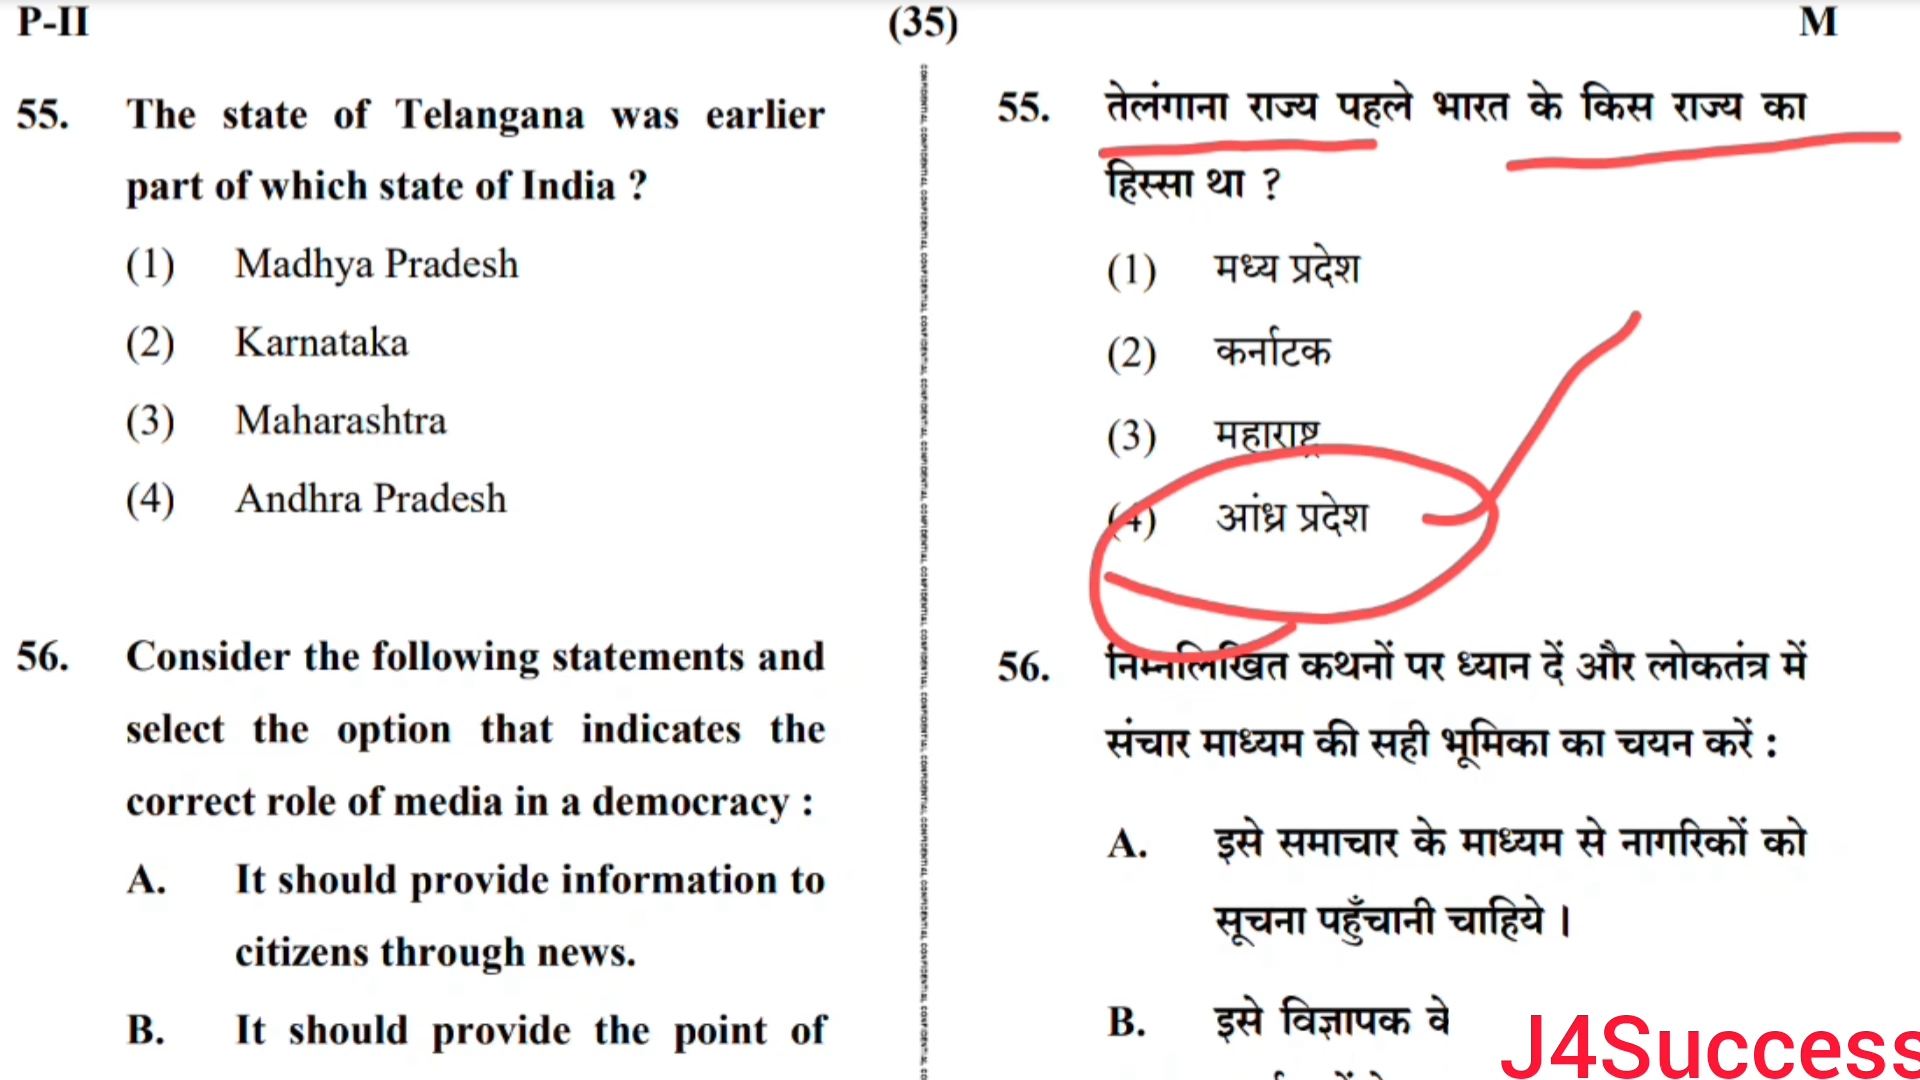 P-II
(35)
M
55. The state of Telangana was earlier
part of which state of India ?
(1) Madhya Pradesh
(2) Karnataka
(3) Maharashtra
(4) Andhra Pradesh
56. Consider the following statements and
select the option that indicates the
correct role of media in a democracy :
A. It should provide information to
citizens through news.
B. It should provide the point of
55. तेलंगाना राज्य पहले भारत के किस राज्य का
हिस्सा था ?
(1) मध्य प्रदेश
(2) कर्नाटक
(3) महाराष्ट्र
(4) आंध्र प्रदेश
56. निम्नलिखित कथनों पर ध्यान दें और लोकतंत्र में
संचार माध्यम की सही भूमिका का चयन करें :
A. इसे समाचार के माध्यम से नागरिकों को
सूचना पहुँचानी चाहिये ।
B. इसे विज्ञापक के
J4Success